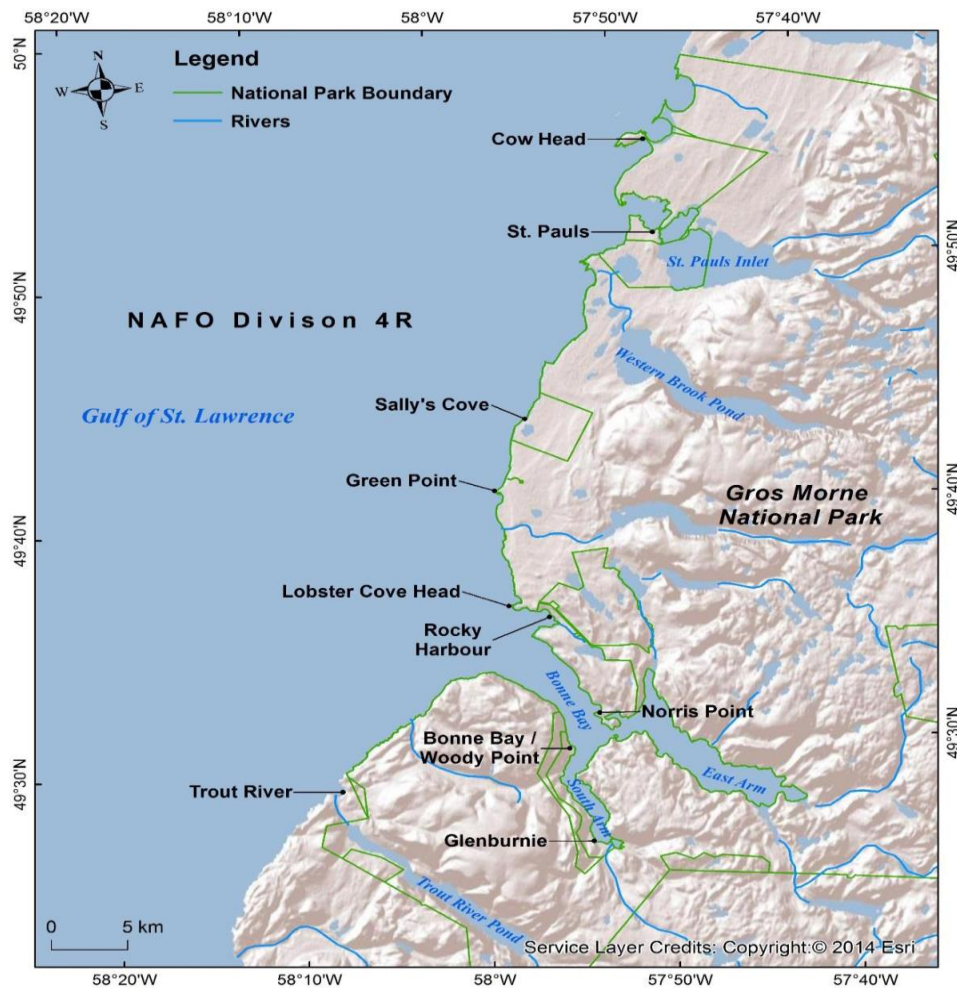 58°20'W 58°10'W 58°W 57°50'W 57°40'W
50°N
N
W E
S
Legend
National Park Boundary
Rivers
Cow Head
St. Pauls
St. Pauls Inlet
49°50'N
49°50'N
NAFO Divison 4R
Western Brook Pond
Gulf of St. Lawrence
Sally's Cove
Green Point
Gros Morne
National Park
49°40'N
49°40'N
Lobster Cove Head
Rocky
Harbour
Bonne Bay
Norris Point
49°30'N
Bonne Bay /
Woody Point
East Arm
49°30'N
Trout River
South Arm
Glenburnie
Trout River Pond
0 5 km
Service Layer Credits: Copyright:© 2014 Esri
58°20'W 58°10'W 58°W 57°50'W 57°40'W